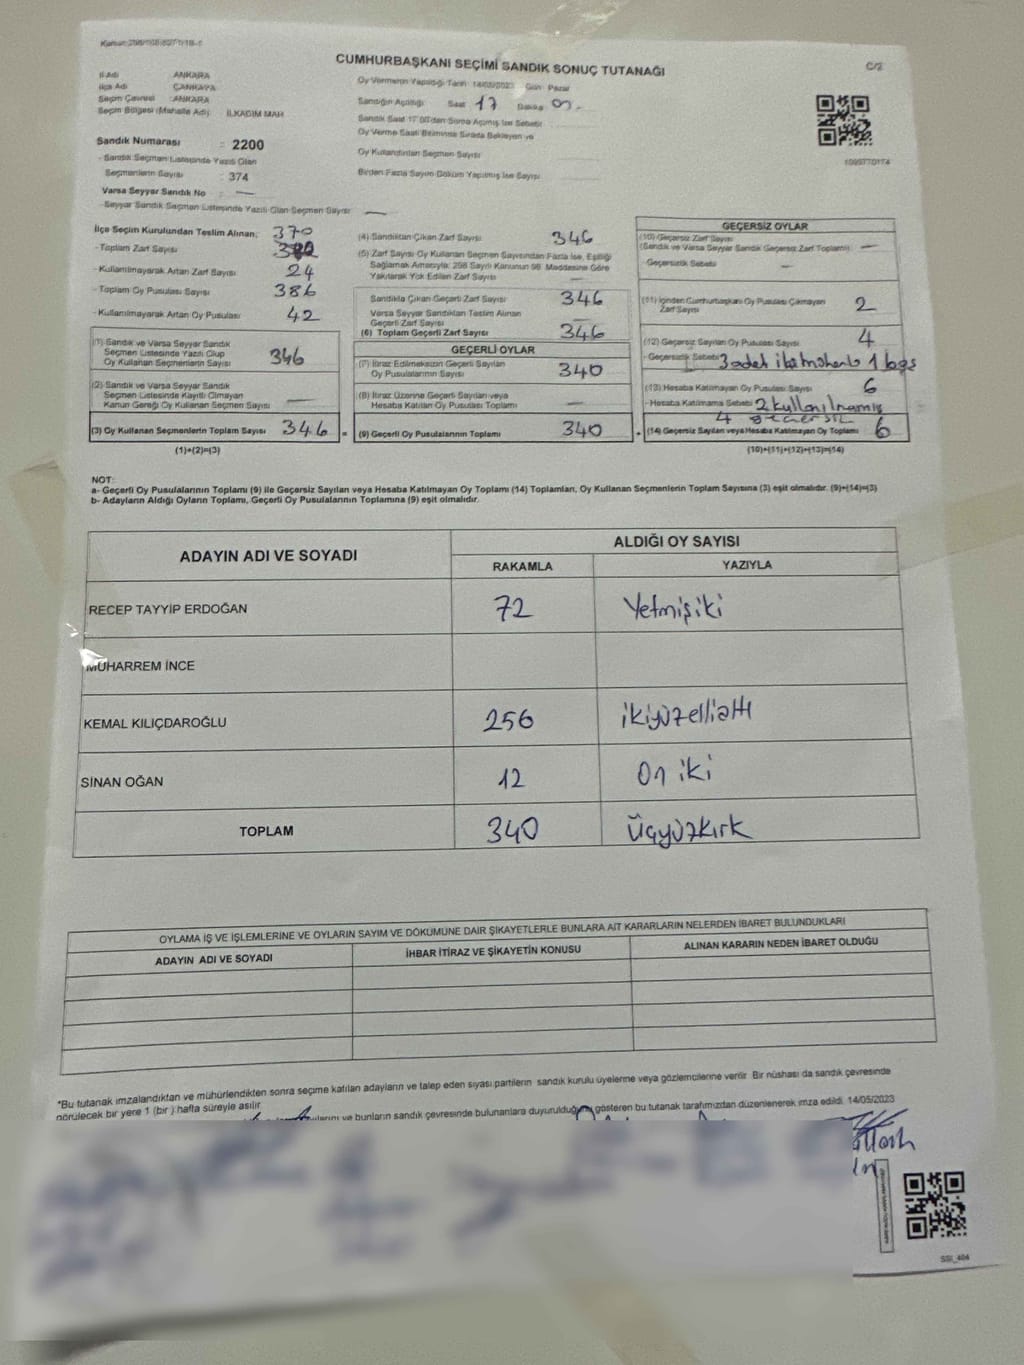 CUMHURBAŞKANI SEÇİMİ SANDIK SONUÇ TUTANAĞI
C/2
İl Adı ANKARA
İlçe Adı ÇANKAYA
Seçim Çevresi : ANKARA
Seçim Bölgesi (Mahalle Adı) İLKADIM MAH
Sandık Numarası : 2200
- Sandık Seçmen Listesinde Yazılı Olan
Seçmenlerin Sayısı : 374
Varsa Seyyar Sandık No : —
- Seyyar Sandık Seçmen Listesinde Yazılı Olan Seçmen Sayısı —
Oy Vermenin Yapıldığı Tarih 14/05/2023 Gün Pazar
Sandığın Açıldığı Saat 17 Dakika
Sandık Saat 17:00'den Sonra Açılmış İse Sebebi
Oy Verme Saati Bitiminde Sırada Bekleyen ve
Oy Kullandırılan Seçmen Sayısı
Birden Fazla Sayım Döküm Yapılmış İse Sayısı
1099770174
İlçe Seçim Kurulundan Teslim Alınan; 370
- Toplam Zarf Sayısı
- Kullanılmayarak Artan Zarf Sayısı 24
- Toplam Oy Pusulası Sayısı 386
- Kullanılmayarak Artan Oy Pusulası 42
(1) Sandık ve Varsa Seyyar Sandık
Seçmen Listesinde Yazılı Olup
Oy Kullanan Seçmenlerin Sayısı 346
(2) Sandık ve Varsa Seyyar Sandık
Seçmen Listesinde Kayıtlı Olmayan
Kanun Gereği Oy Kullanan Seçmen Sayısı —
(3) Oy Kullanan Seçmenlerin Toplam Sayısı 346 =
(1)+(2)=(3)
(4) Sandıktan Çıkan Zarf Sayısı 346
(5) Zarf Sayısı Oy Kullanan Seçmen Sayısından Fazla İse, Eşitliği
Sağlamak Amacıyla; 298 Sayılı Kanunun 98. Maddesine Göre
Yakılarak Yok Edilen Zarf Sayısı —
Sandıkta Çıkan Geçerli Zarf Sayısı 346
Varsa Seyyar Sandıktan Teslim Alınan
Geçerli Zarf Sayısı —
(6) Toplam Geçerli Zarf Sayısı 346
GEÇERLİ OYLAR
(7) İtiraz Edilmeksizin Geçerli Sayılan
Oy Pusulalarının Sayısı 340
(8) İtiraz Üzerine Geçerli Sayılan veya
Hesaba Katılan Oy Pusulası Toplamı —
(9) Geçerli Oy Pusulalarının Toplamı 340 +
GEÇERSİZ OYLAR
(10) Geçersiz Zarf Sayısı
(Sandık ve Varsa Seyyar Sandık Geçersiz Zarf Toplamı) —
- Geçersizlik Sebebi —
(11) İçinden Cumhurbaşkanı Oy Pusulası Çıkmayan
Zarf Sayısı 2
(12) Geçersiz Sayılan Oy Pusulası Sayısı 4
- Geçersizlik Sebebi 3 adet iki mühürlü 1 boş
(13) Hesaba Katılmayan Oy Pusulası Sayısı 6
- Hesaba Katılmama Sebebi 2 kullanılmamış
4 geçersiz
(14) Geçersiz Sayılan veya Hesaba Katılmayan Oy Toplamı 6
(10)+(11)+(12)+(13)=(14)
NOT:
a- Geçerli Oy Pusulalarının Toplamı (9) ile Geçersiz Sayılan veya Hesaba Katılmayan Oy Toplamı (14) Toplamları, Oy Kullanan Seçmenlerin Toplam Sayısına (3) eşit olmalıdır. (9)+(14)=(3)
b- Adayların Aldığı Oyların Toplamı, Geçerli Oy Pusulalarının Toplamına (9) eşit olmalıdır.
ADAYIN ADI VE SOYADI
ALDIĞI OY SAYISI
RAKAMLA YAZIYLA
RECEP TAYYİP ERDOĞAN 72 Yetmişiki
MUHARREM İNCE
KEMAL KILIÇDAROĞLU 256 ikiyüzelliAltı
SİNAN OĞAN 12 On iki
TOPLAM 340 Üçyüzkırk
OYLAMA İŞ VE İŞLEMLERİNE VE OYLARIN SAYIM VE DÖKÜMÜNE DAİR ŞİKAYETLERLE BUNLARA AİT KARARLARIN NELERDEN İBARET BULUNDUKLARI
ADAYIN ADI VE SOYADI İHBAR İTİRAZ VE ŞİKAYETİN KONUSU ALINAN KARARIN NEDEN İBARET OLDUĞU
*Bu tutanak imzalandıktan ve mühürlendikten sonra seçime katılan adayların ve talep eden siyasi partilerin sandık kurulu üyelerine veya gözlemcilerine verilir. Bir nüshası da sandık çevresinde
görülecek bir yere 1 (bir) hafta süreyle asılır.
ve bunların sandık çevresinde bulunanlara duyurulduğunu gösteren bu tutanak tarafımızdan düzenlenerek imza edildi. 14/05/2023